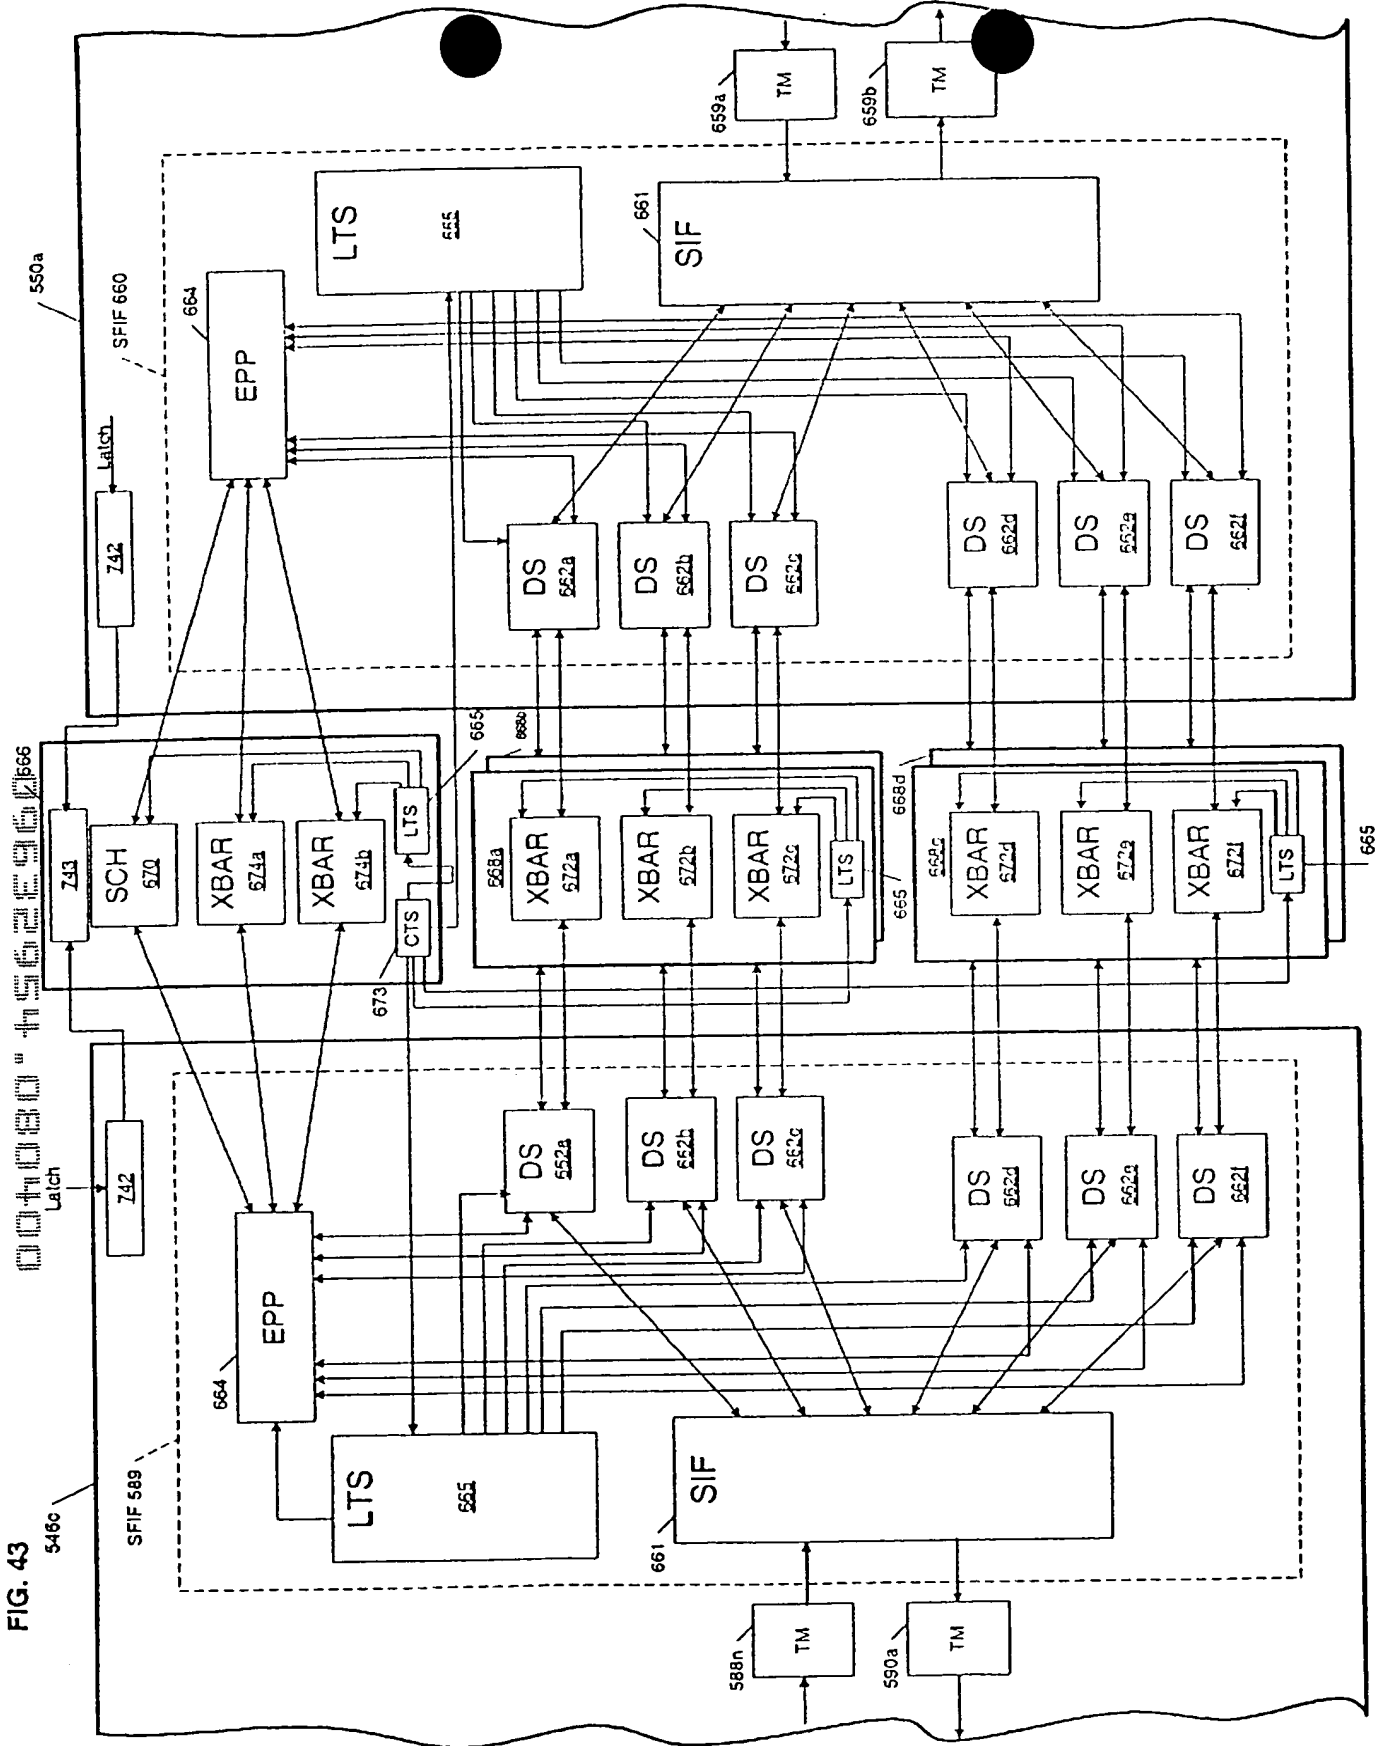 FIG. 43
546c
SFIF 589
664
EPP
LTS
665
661
SIF
588n
TM
590a
TM
Latch
742
DS
652a
DS
662b
DS
662c
DS
662d
DS
662e
DS
662f
666
743
SCH
670
XBAR
674a
XBAR
674b
LTS
665
CTS
673
668a
668b
XBAR
672a
XBAR
672b
XBAR
672c
LTS
665
668c
668d
XBAR
672d
XBAR
672e
XBAR
672f
LTS
665
550a
SFIF 660
664
EPP
Latch
742
LTS
665
661
SIF
659a
TM
659b
TM
DS
662a
DS
662b
DS
662c
DS
662d
DS
662e
DS
662f